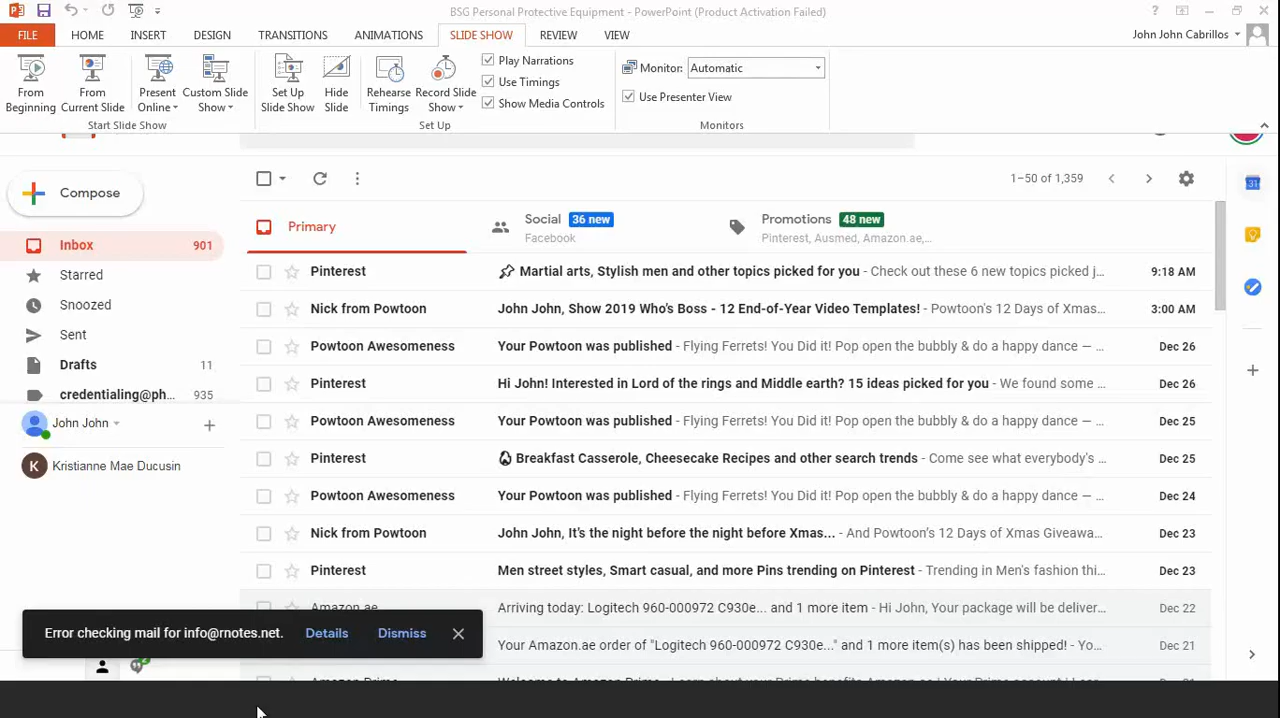 BSG Personal Protective Equipment - PowerPoint (Product Activation Failed)
FILE HOME INSERT DESIGN TRANSITIONS ANIMATIONS SLIDE SHOW REVIEW VIEW John John Cabrillos
From Beginning
From Current Slide
Present Online
Custom Slide Show
Start Slide Show
Set Up Slide Show
Hide Slide
Rehearse Timings
Record Slide Show
Play Narrations
Use Timings
Show Media Controls
Set Up
Monitor: Automatic
Use Presenter View
Monitors
Compose
1–50 of 1,359
Primary
Social 36 new
Facebook
Promotions 48 new
Pinterest, Ausmed, Amazon.ae,...
Inbox 901
Starred
Snoozed
Sent
Drafts 11
credentialing@ph... 935
John John
K Kristianne Mae Ducusin
31
Pinterest Martial arts, Stylish men and other topics picked for you - Check out these 6 new topics picked j... 9:18 AM
Nick from Powtoon John John, Show 2019 Who's Boss - 12 End-of-Year Video Templates! - Powtoon's 12 Days of Xmas... 3:00 AM
Powtoon Awesomeness Your Powtoon was published - Flying Ferrets! You Did it! Pop open the bubbly & do a happy dance — ... Dec 26
Pinterest Hi John! Interested in Lord of the rings and Middle earth? 15 ideas picked for you - We found some ... Dec 26
Powtoon Awesomeness Your Powtoon was published - Flying Ferrets! You Did it! Pop open the bubbly & do a happy dance — ... Dec 25
Pinterest Breakfast Casserole, Cheesecake Recipes and other search trends - Come see what everybody's ... Dec 25
Powtoon Awesomeness Your Powtoon was published - Flying Ferrets! You Did it! Pop open the bubbly & do a happy dance — ... Dec 24
Nick from Powtoon John John, It's the night before the night before Xmas... - And Powtoon's 12 Days of Xmas Giveawa... Dec 23
Pinterest Men street styles, Smart casual, and more Pins trending on Pinterest - Trending in Men's fashion thi... Dec 23
Amazon.ae Arriving today: Logitech 960-000972 C930e... and 1 more item - Hi John, Your package will be deliver... Dec 22
Your Amazon.ae order of "Logitech 960-000972 C930e..." and 1 more item(s) has been shipped! - Yo... Dec 21
Error checking mail for info@rnotes.net. Details Dismiss